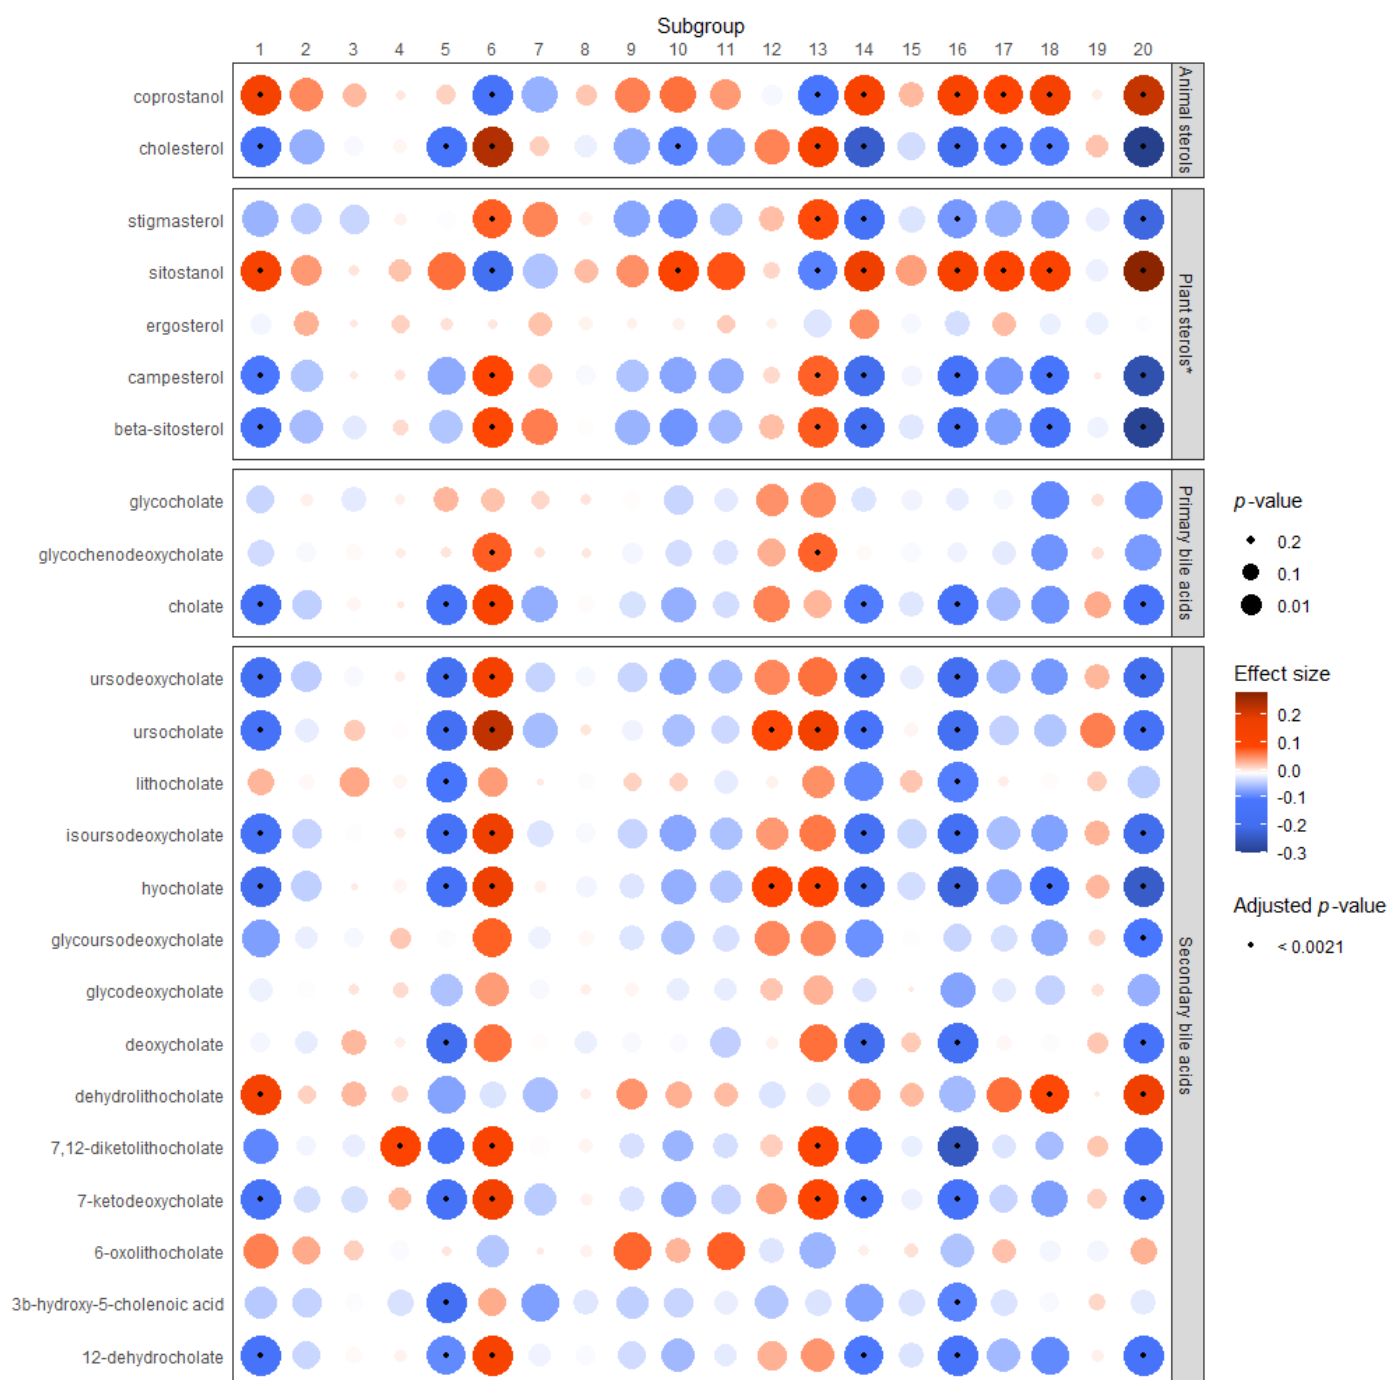 Subgroup
1 2 3 4 5 6 7 8 9 10 11 12 13 14 15 16 17 18 19 20
coprostanol
cholesterol
Animal sterols
stigmasterol
sitostanol
ergosterol
campesterol
beta-sitosterol
Plant sterols*
glycocholate
glycochenodeoxycholate
cholate
Primary bile acids
ursodeoxycholate
ursocholate
lithocholate
isoursodeoxycholate
hyocholate
glycoursodeoxycholate
glycodeoxycholate
deoxycholate
dehydrolithocholate
7,12-diketolithocholate
7-ketodeoxycholate
6-oxolithocholate
3b-hydroxy-5-cholenoic acid
12-dehydrocholate
Secondary bile acids
p-value
0.2
0.1
0.01
Effect size
0.2
0.1
0.0
-0.1
-0.2
-0.3
Adjusted p-value
< 0.0021